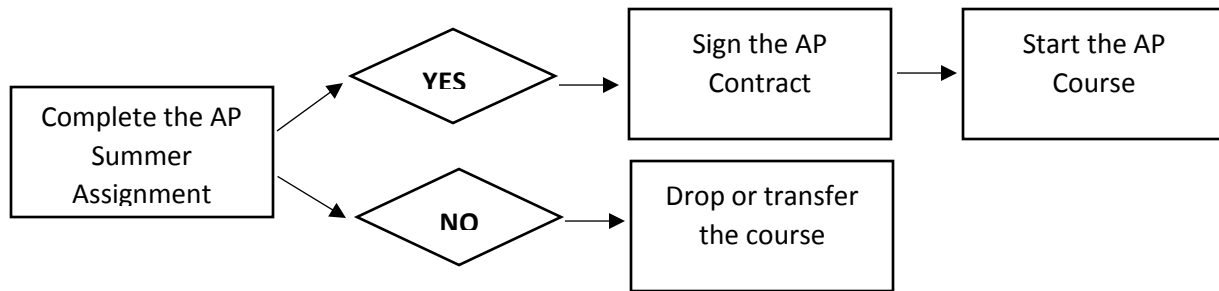 Complete the AP
Summer
Assignment
YES
Sign the AP
Contract
Start the AP
Course
NO
Drop or transfer
the course